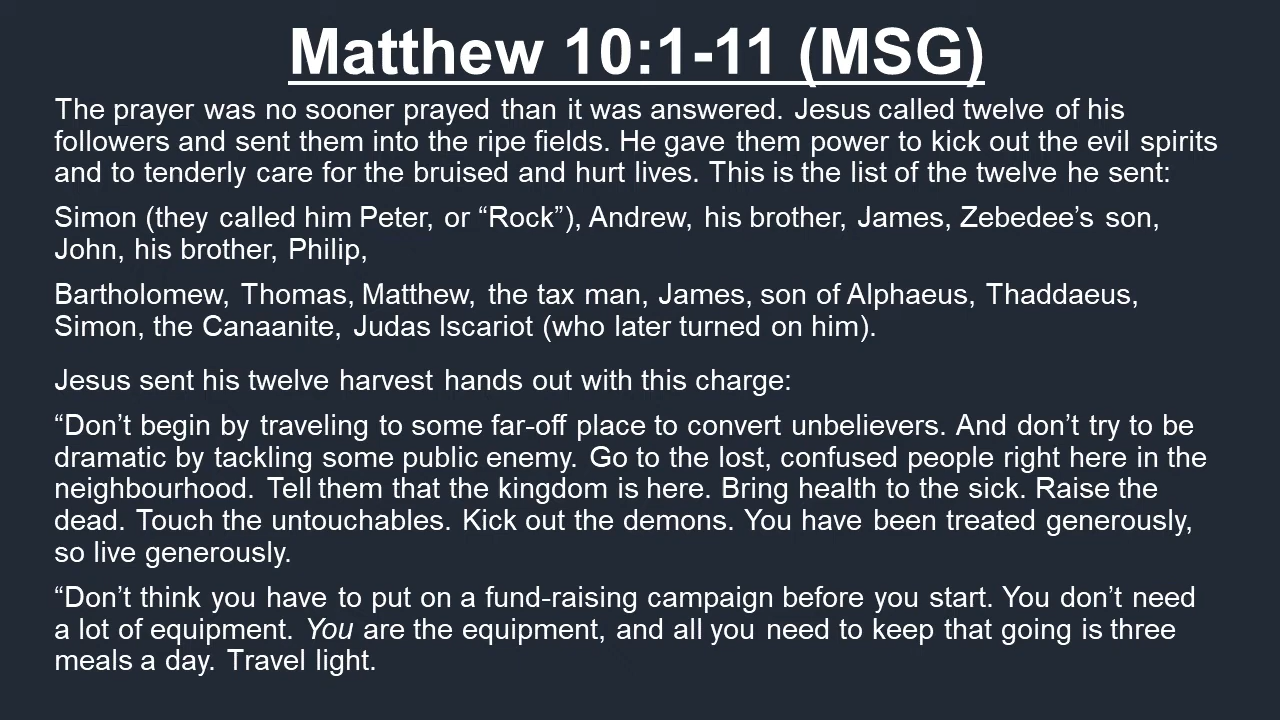 Matthew 10:1-11 (MSG)
The prayer was no sooner prayed than it was answered. Jesus called twelve of his
followers and sent them into the ripe fields. He gave them power to kick out the evil spirits
and to tenderly care for the bruised and hurt lives. This is the list of the twelve he sent:
Simon (they called him Peter, or “Rock”), Andrew, his brother, James, Zebedee’s son,
John, his brother, Philip,
Bartholomew, Thomas, Matthew, the tax man, James, son of Alphaeus, Thaddaeus,
Simon, the Canaanite, Judas Iscariot (who later turned on him).
Jesus sent his twelve harvest hands out with this charge:
“Don’t begin by traveling to some far-off place to convert unbelievers. And don’t try to be
dramatic by tackling some public enemy. Go to the lost, confused people right here in the
neighbourhood. Tell them that the kingdom is here. Bring health to the sick. Raise the
dead. Touch the untouchables. Kick out the demons. You have been treated generously,
so live generously.
“Don’t think you have to put on a fund-raising campaign before you start. You don’t need
a lot of equipment. You are the equipment, and all you need to keep that going is three
meals a day. Travel light.